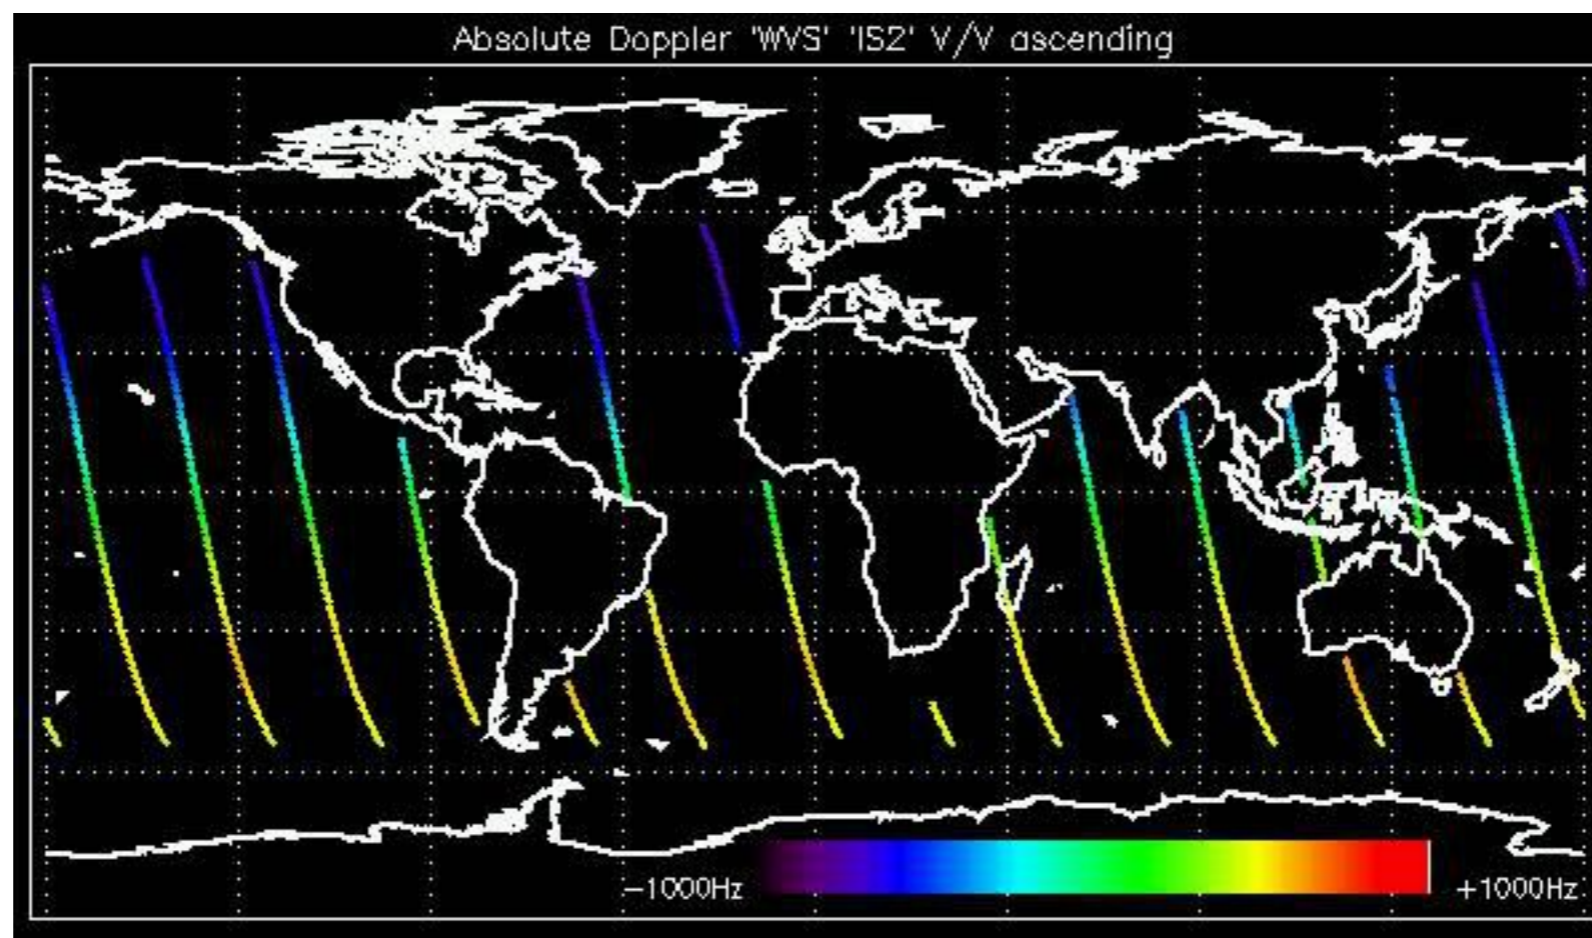 Absolute Doppler 'WVS' 'IS2' V/V ascending
−1000Hz +1000Hz